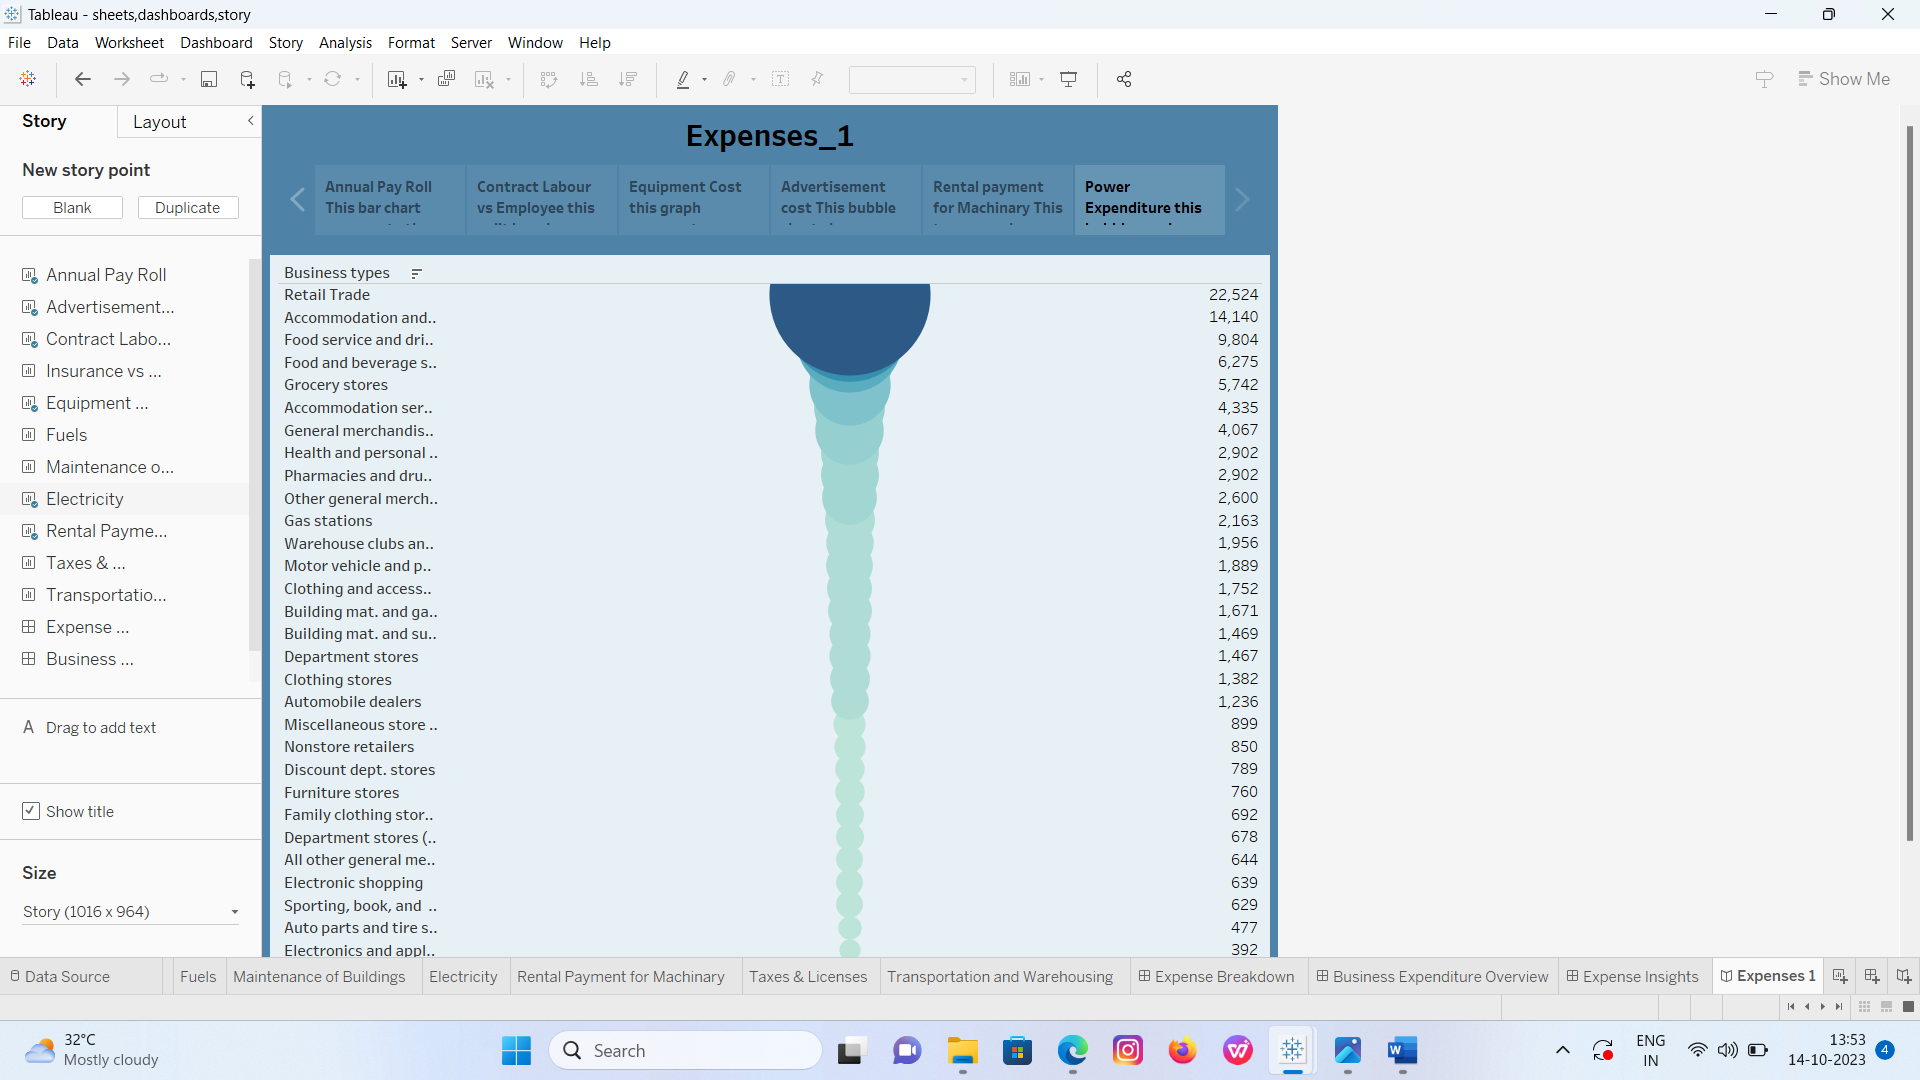 Tableau - sheets,dashboards,story
File Data Worksheet Dashboard Story Analysis Format Server Window Help
Show Me
Story Layout
New story point
Blank Duplicate
Annual Pay Roll
Advertisement...
Contract Labo...
Insurance vs ...
Equipment ...
Fuels
Maintenance o...
Electricity
Rental Payme...
Taxes & ...
Transportatio...
Expense ...
Business ...
A Drag to add text
Show title
Size
Story (1016 x 964)
Expenses_1
Annual Pay Roll
This bar chart
Contract Labour
vs Employee this
Equipment Cost
this graph
Advertisement
cost This bubble
Rental payment
for Machinary This
Power
Expenditure this
Business types
Retail Trade 22,524
Accommodation and.. 14,140
Food service and dri.. 9,804
Food and beverage s.. 6,275
Grocery stores 5,742
Accommodation ser.. 4,335
General merchandis.. 4,067
Health and personal .. 2,902
Pharmacies and dru.. 2,902
Other general merch.. 2,600
Gas stations 2,163
Warehouse clubs an.. 1,956
Motor vehicle and p.. 1,889
Clothing and access.. 1,752
Building mat. and ga.. 1,671
Building mat. and su.. 1,469
Department stores 1,467
Clothing stores 1,382
Automobile dealers 1,236
Miscellaneous store .. 899
Nonstore retailers 850
Discount dept. stores 789
Furniture stores 760
Family clothing stor.. 692
Department stores (.. 678
All other general me.. 644
Electronic shopping 639
Sporting, book, and .. 629
Auto parts and tire s.. 477
Electronics and appl.. 392
Data Source Fuels Maintenance of Buildings Electricity Rental Payment for Machinary Taxes & Licenses Transportation and Warehousing Expense Breakdown Business Expenditure Overview Expense Insights Expenses 1
32°C
Mostly cloudy
Search
ENG
IN
13:53
14-10-2023
4